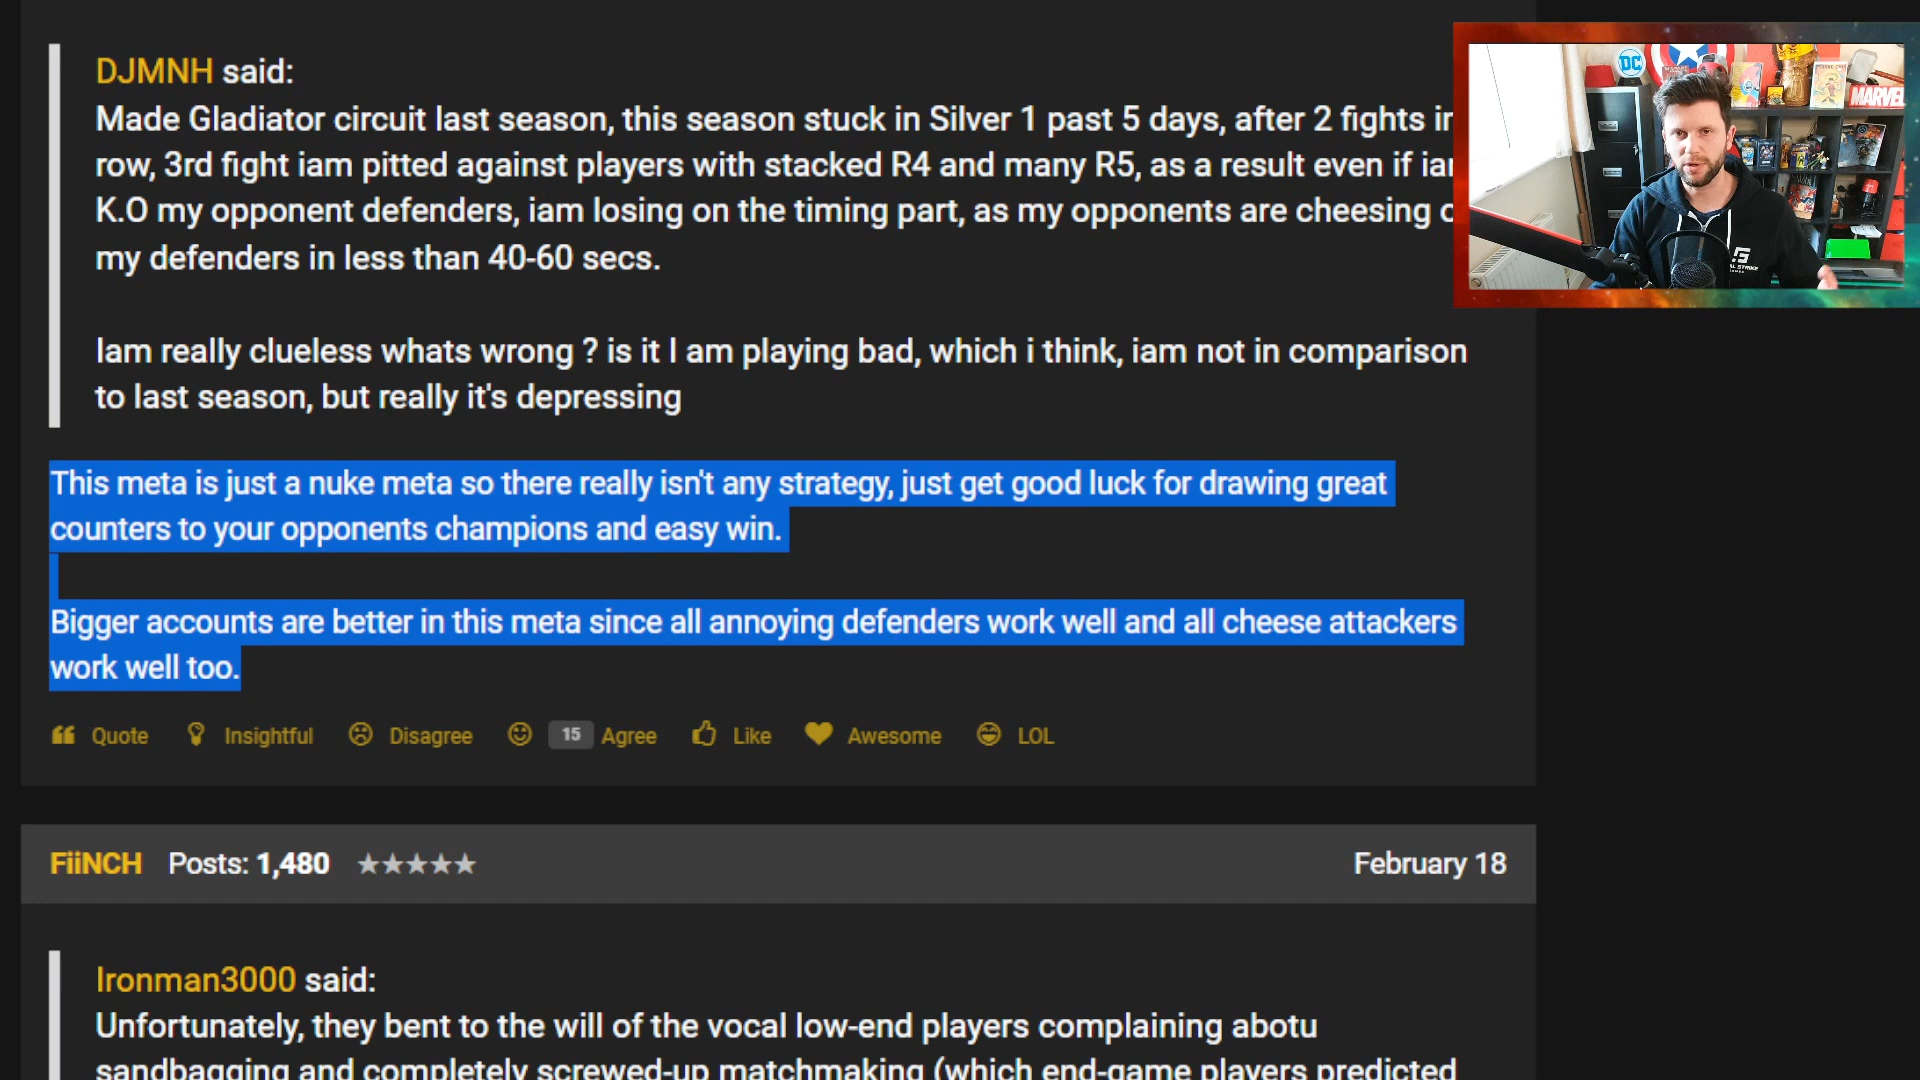 DJMNH said:
Made Gladiator circuit last season, this season stuck in Silver 1 past 5 days, after 2 fights in
row, 3rd fight iam pitted against players with stacked R4 and many R5, as a result even if iam
K.O my opponent defenders, iam losing on the timing part, as my opponents are cheesing
my defenders in less than 40-60 secs.
Iam really clueless whats wrong ? is it I am playing bad, which i think, iam not in comparison
to last season, but really it's depressing
This meta is just a nuke meta so there really isn't any strategy, just get good luck for drawing great
counters to your opponents champions and easy win.
Bigger accounts are better in this meta since all annoying defenders work well and all cheese attackers
work well too.
Quote Insightful Disagree 15 Agree Like Awesome LOL
FiiNCH Posts: 1,480 February 18
Ironman3000 said:
Unfortunately, they bent to the will of the vocal low-end players complaining abotu
sandbagging and completely screwed-up matchmaking (which end-game players predicted
DC
MARVEL